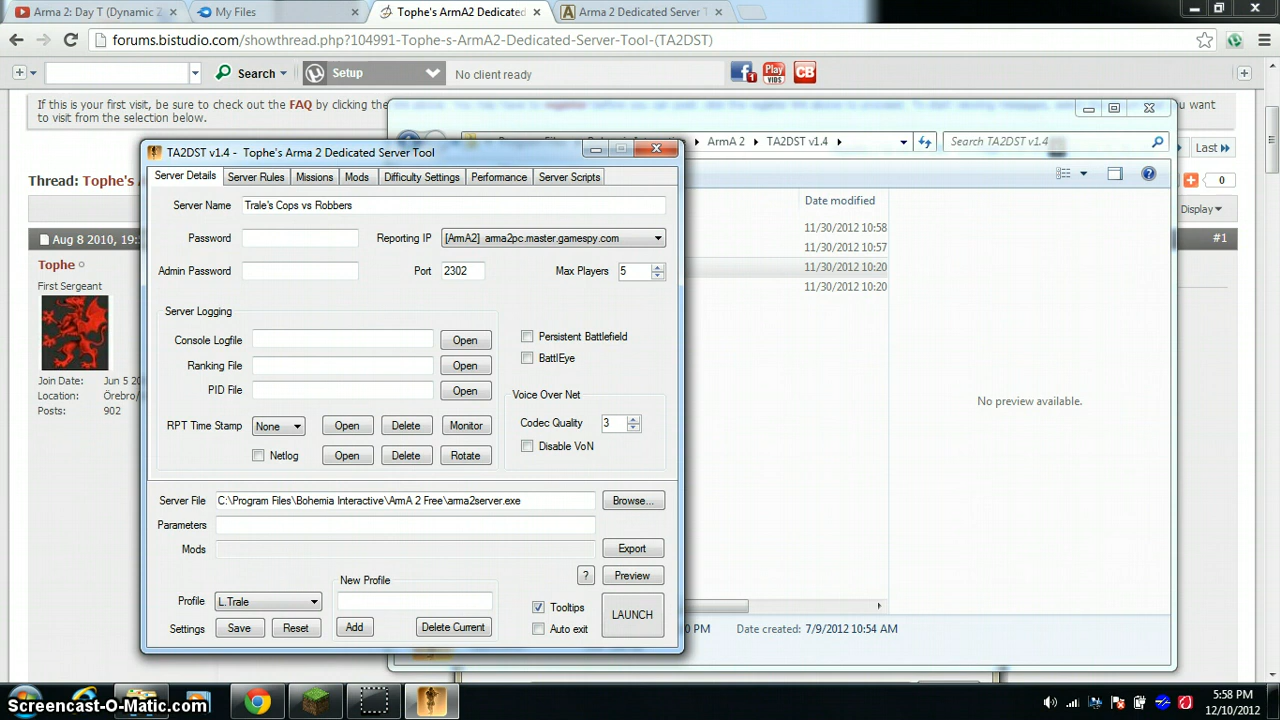 Arma 2: Day T (Dynamic Z
My Files
Tophe's ArmA2 Dedicated
Arma 2 Dedicated Server T
forums.bistudio.com/showthread.php?104991-Tophe-s-ArmA2-Dedicated-Server-Tool-(TA2DST)
Search
Setup
No client ready
1
Play VIDS
CB
If this is your first visit, be sure to check out the FAQ by clicking the
want
to visit from the selection below.
ArmA 2
TA2DST v1.4
Search TA2DST v1.4
Last
TA2DST v1.4 - Tophe's Arma 2 Dedicated Server Tool
Thread: Tophe's
0
Server Details
Server Rules
Missions
Mods
Difficulty Settings
Performance
Server Scripts
Date modified
Server Name
Trale's Cops vs Robbers
Display
11/30/2012 10:58
Aug 8 2010, 19:
Password
Reporting IP
[ArmA2] arma2pc.master.gamespy.com
#1
11/30/2012 10:57
Tophe
Admin Password
Port
2302
Max Players
5
11/30/2012 10:20
First Sergeant
11/30/2012 10:20
Server Logging
Console Logfile
Open
Persistent Battlefield
BattlEye
Ranking File
Open
Join Date:
Jun 5 20
PID File
Open
Location:
Örebro/
Voice Over Net
No preview available.
Posts:
902
RPT Time Stamp
None
Open
Delete
Monitor
Codec Quality
3
Netlog
Open
Delete
Rotate
Disable VoN
Server File
C:\Program Files\Bohemia Interactive\ArmA 2 Free\arma2server.exe
Browse...
Parameters
Mods
Export
New Profile
?
Preview
Profile
L.Trale
Tooltips
LAUNCH
Settings
Save
Reset
Add
Delete Current
Auto exit
0 PM
Date created: 7/9/2012 10:54 AM
Screencast-O-Matic.com
5:58 PM
12/10/2012